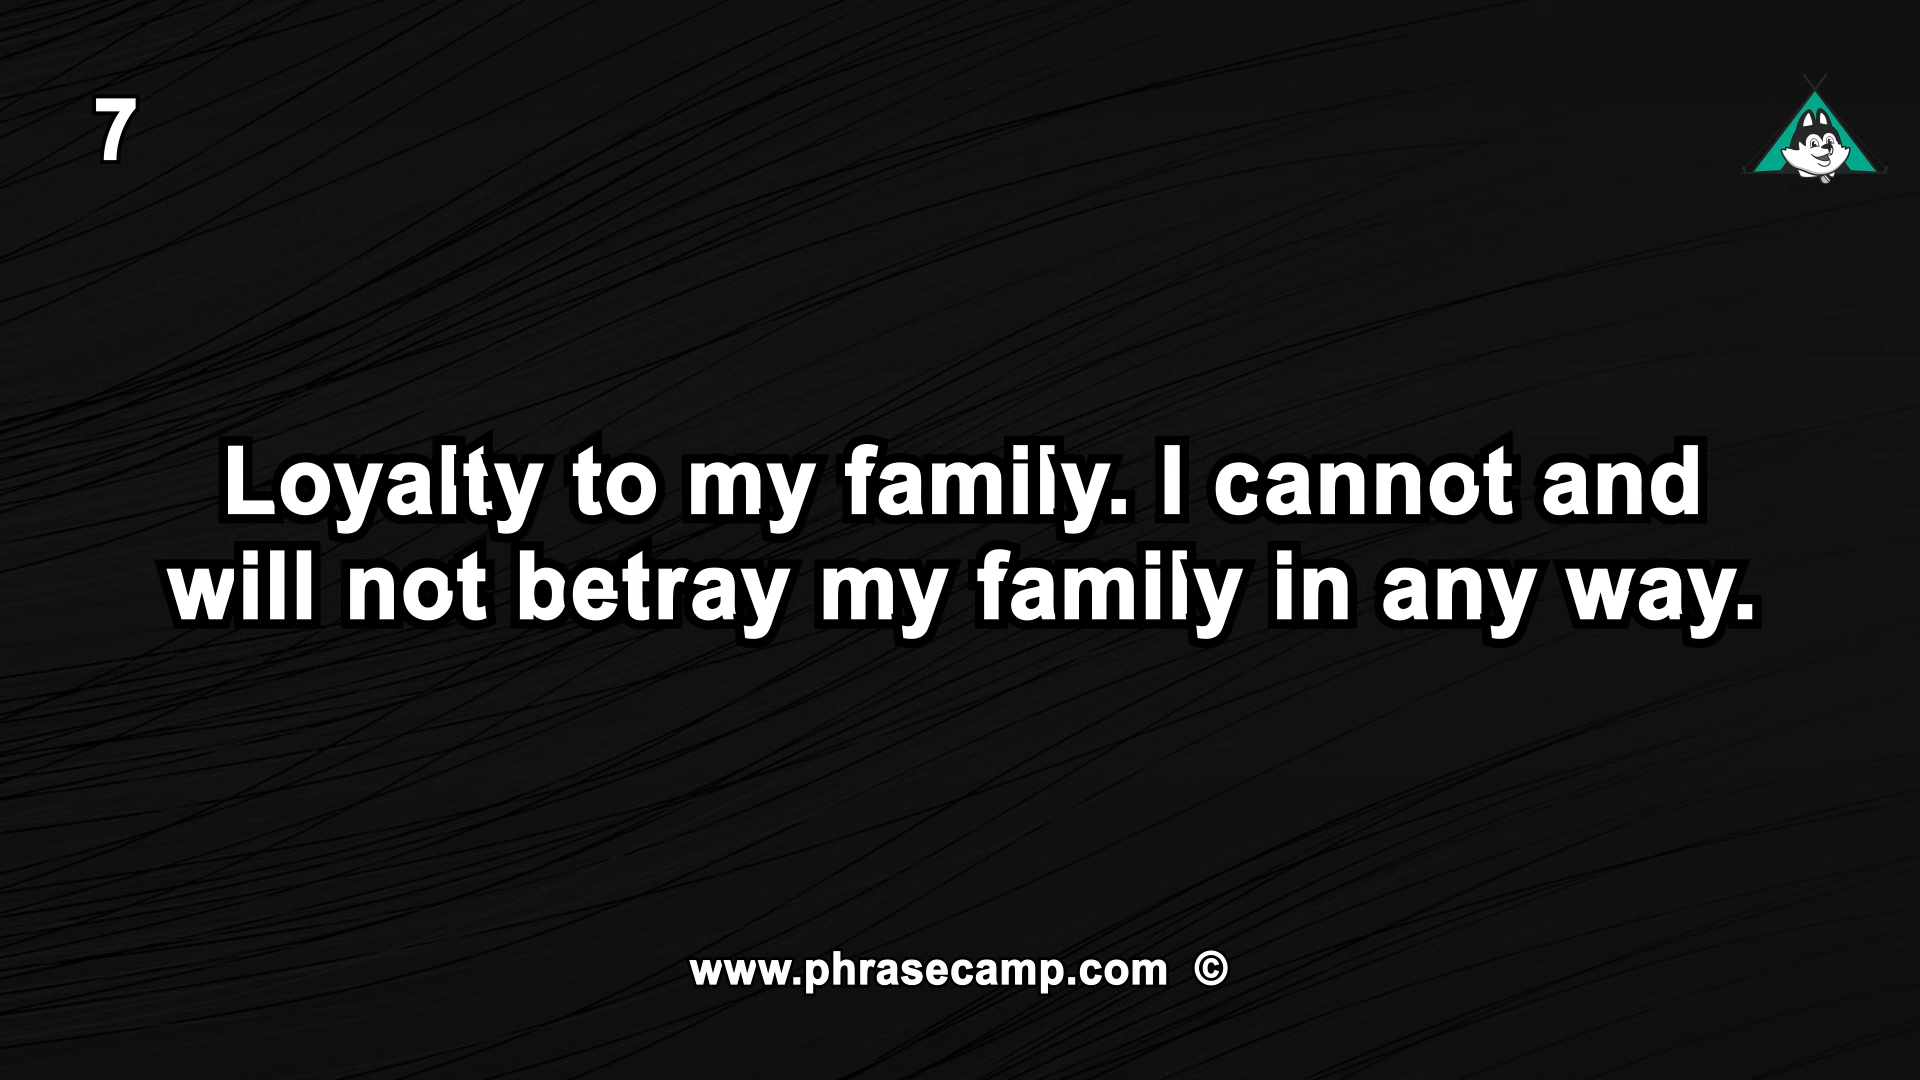 7
Loyalty to my family. I cannot and
will not betray my family in any way.
www.phrasecamp.com ©